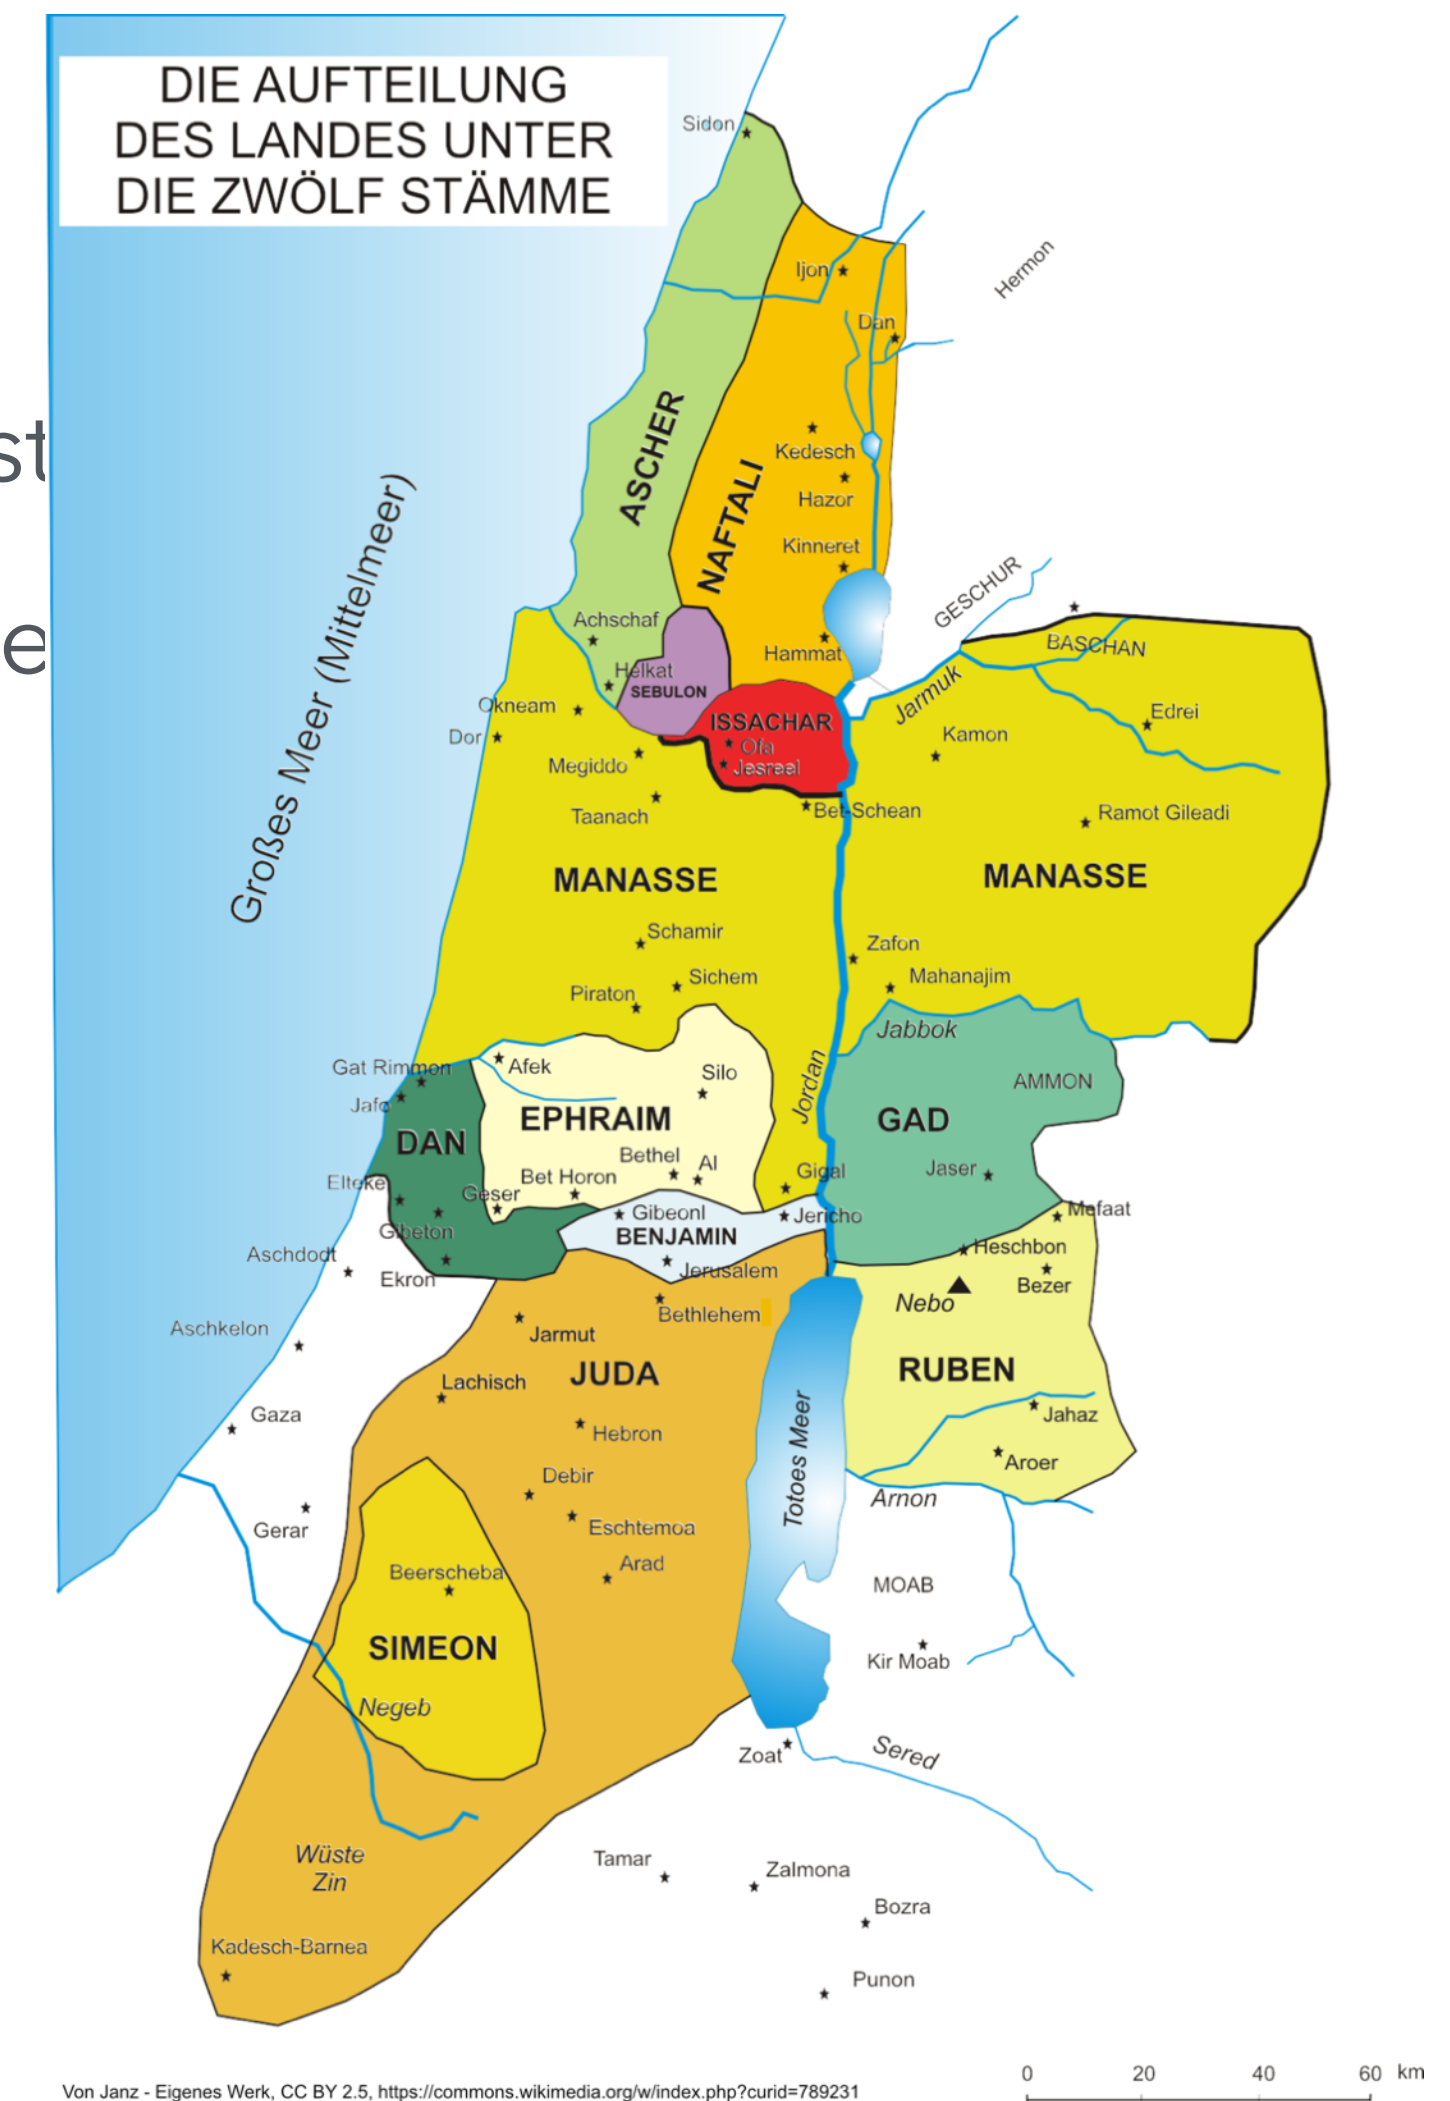 DIE AUFTEILUNG
DES LANDES UNTER
DIE ZWÖLF STÄMME
Sidon
Hermon
Ijon
Dan
st
ASCHER
NAFTALI
Kedesch
Hazor
Kinneret
Großes Meer (Mittelmeer)
GESCHUR
e
Achschaf
BASCHAN
Hammat
Helkat
SEBULON
Jarmuk
Okneam
ISSACHAR
Edrei
Dor
Kamon
Ofa
Megiddo
Jesreel
Taanach
Bet-Schean
Ramot Gileadi
MANASSE
MANASSE
Schamir
Zafon
Sichem
Mahanajim
Piraton
Jabbok
Gat Rimmon
Afek
Silo
Jordan
AMMON
Jafo
EPHRAIM
GAD
DAN
Bethel
AI
Elteke
Geser
Bet Horon
Gigal
Jaser
Gibeonl
Jericho
Mefaat
Gibeton
BENJAMIN
Heschbon
Aschdodt
Ekron
Jerusalem
Bezer
Nebo
Bethlehem
Aschkelon
Jarmut
JUDA
RUBEN
Lachisch
Gaza
Hebron
Totoes Meer
Jahaz
Debir
Aroer
Gerar
Eschtemoa
Arnon
Beerscheba
Arad
MOAB
SIMEON
Kir Moab
Negeb
Zoat
Sered
Wüste
Zin
Tamar
Zalmona
Bozra
Kadesch-Barnea
Punon
0 20 40 60 km
Von Janz - Eigenes Werk, CC BY 2.5, https://commons.wikimedia.org/w/index.php?curid=789231